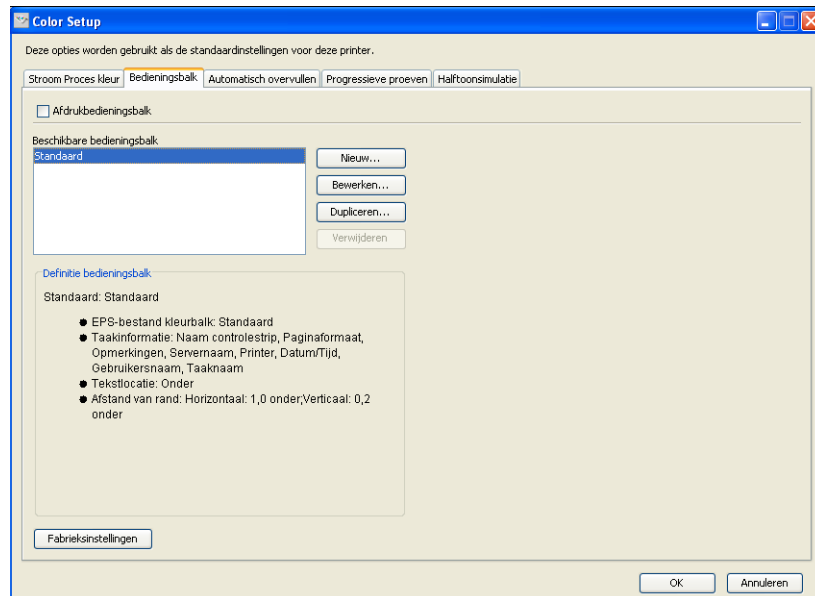 Color Setup
Deze opties worden gebruikt als de standaardinstellingen voor deze printer.
Stroom Proces kleur
Bedieningsbalk
Automatisch overvullen
Progressieve proeven
Halftoonsimulatie
Afdrukbedieningsbalk
Beschikbare bedieningsbalk
Standaard
Nieuw...
Bewerken...
Dupliceren...
Verwijderen
Definitie bedieningsbalk
Standaard: Standaard
EPS-bestand kleurbalk: Standaard
Taakinformatie: Naam controlestrip, Paginaformaat,
Opmerkingen, Servernaam, Printer, Datum/Tijd,
Gebruikersnaam, Taaknaam
Tekstlocatie: Onder
Afstand van rand: Horizontaal: 1,0 onder;Verticaal: 0,2
onder
Fabrieksinstellingen
OK
Annuleren